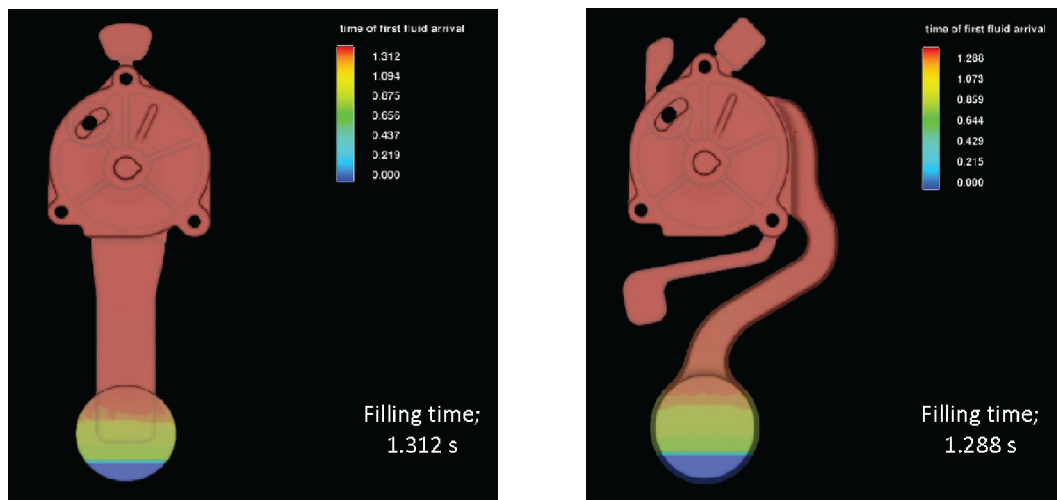 time of first fluid arrival
1.312
1.094
0.875
0.656
0.437
0.219
0.000
Filling time;
1.312 s
time of first fluid arrival
1.288
1.073
0.859
0.644
0.429
0.215
0.000
Filling time;
1.288 s